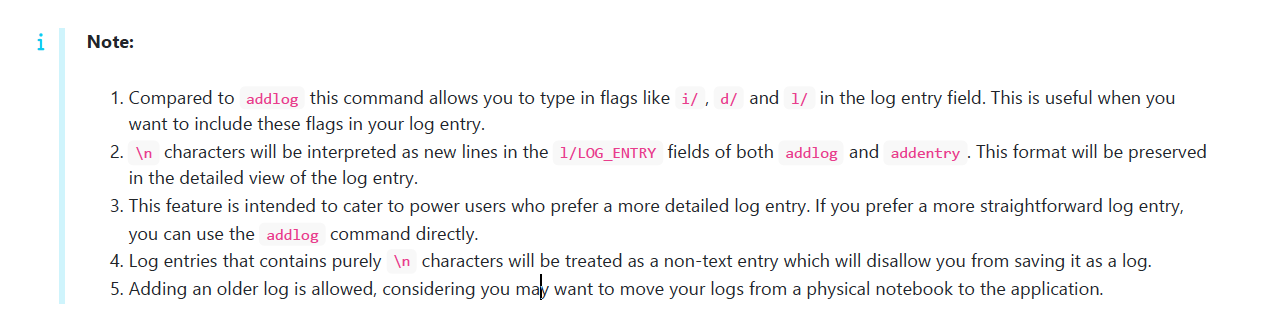 i Note:
1. Compared to addlog this command allows you to type in flags like i/ , d/ and l/ in the log entry field. This is useful when you
want to include these flags in your log entry.
2. \n characters will be interpreted as new lines in the l/LOG_ENTRY fields of both addlog and addentry . This format will be preserved
in the detailed view of the log entry.
3. This feature is intended to cater to power users who prefer a more detailed log entry. If you prefer a more straightforward log entry,
you can use the addlog command directly.
4. Log entries that contains purely \n characters will be treated as a non-text entry which will disallow you from saving it as a log.
5. Adding an older log is allowed, considering you may want to move your logs from a physical notebook to the application.